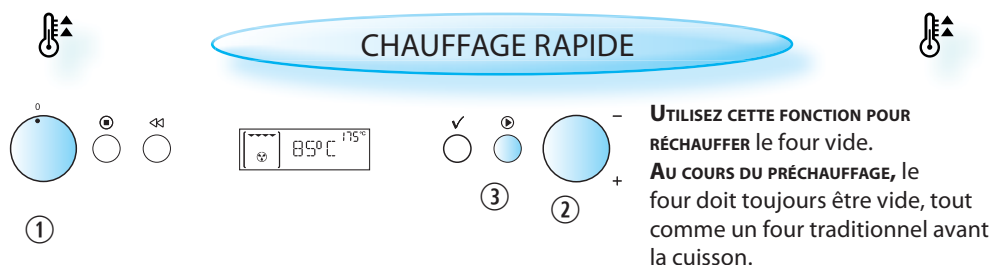 CHAUFFAGE RAPIDE
0
85°C 175°C
–
+
① ③ ②
UTILISEZ CETTE FONCTION POUR
RÉCHAUFFER le four vide.
AU COURS DU PRÉCHAUFFAGE, le
four doit toujours être vide, tout
comme un four traditionnel avant
la cuisson.